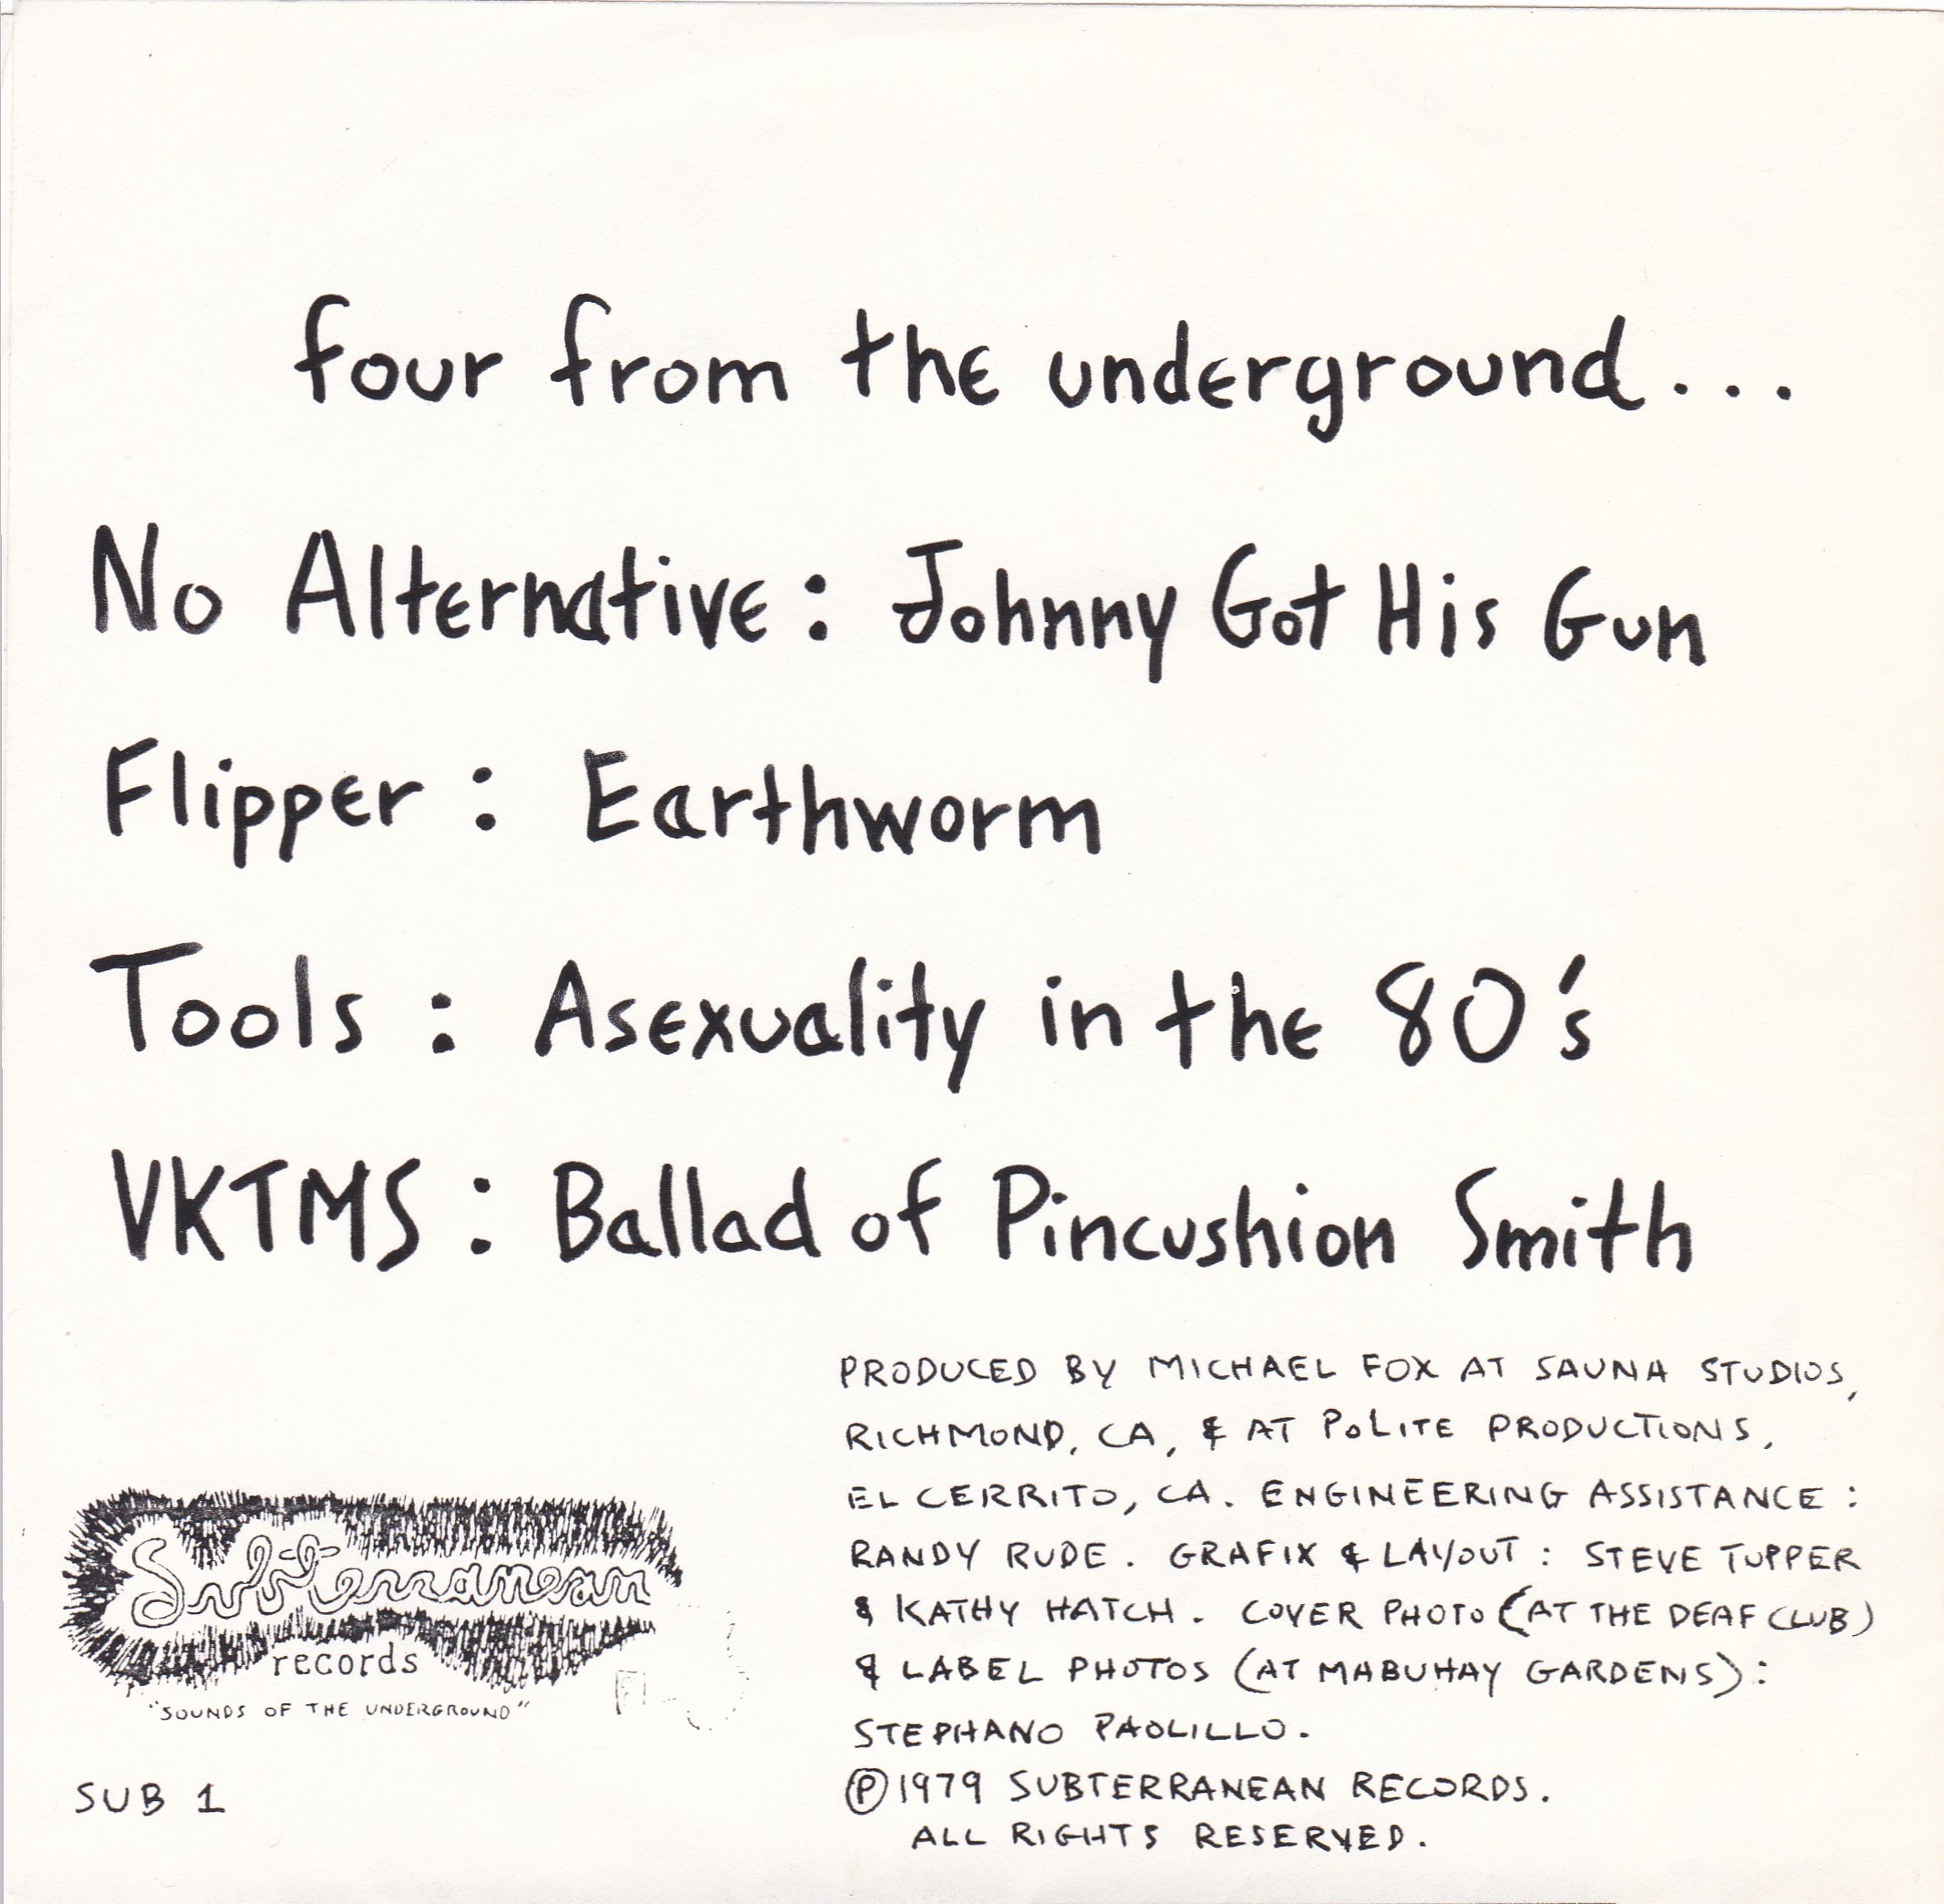 four from the underground...
No Alternative: Johnny Got His Gun
Flipper: Earthworm
Tools: Asexuality in the 80's
VKTMS: Ballad of Pincushion Smith
PRODUCED BY MICHAEL FOX AT SAUNA STUDIOS,
RICHMOND, CA, & AT POLITE PRODUCTIONS,
EL CERRITO, CA. ENGINEERING ASSISTANCE:
RANDY RUDE. GRAFIX & LAYOUT: STEVE TUPPER
& KATHY HATCH. COVER PHOTO (AT THE DEAF CLUB)
& LABEL PHOTOS (AT MABUHAY GARDENS):
STEPHANO PAOLILLO.
Ⓟ1979 SUBTERRANEAN RECORDS.
ALL RIGHTS RESERVED.
Subterranean
records
"SOUNDS OF THE UNDERGROUND"
SUB 1